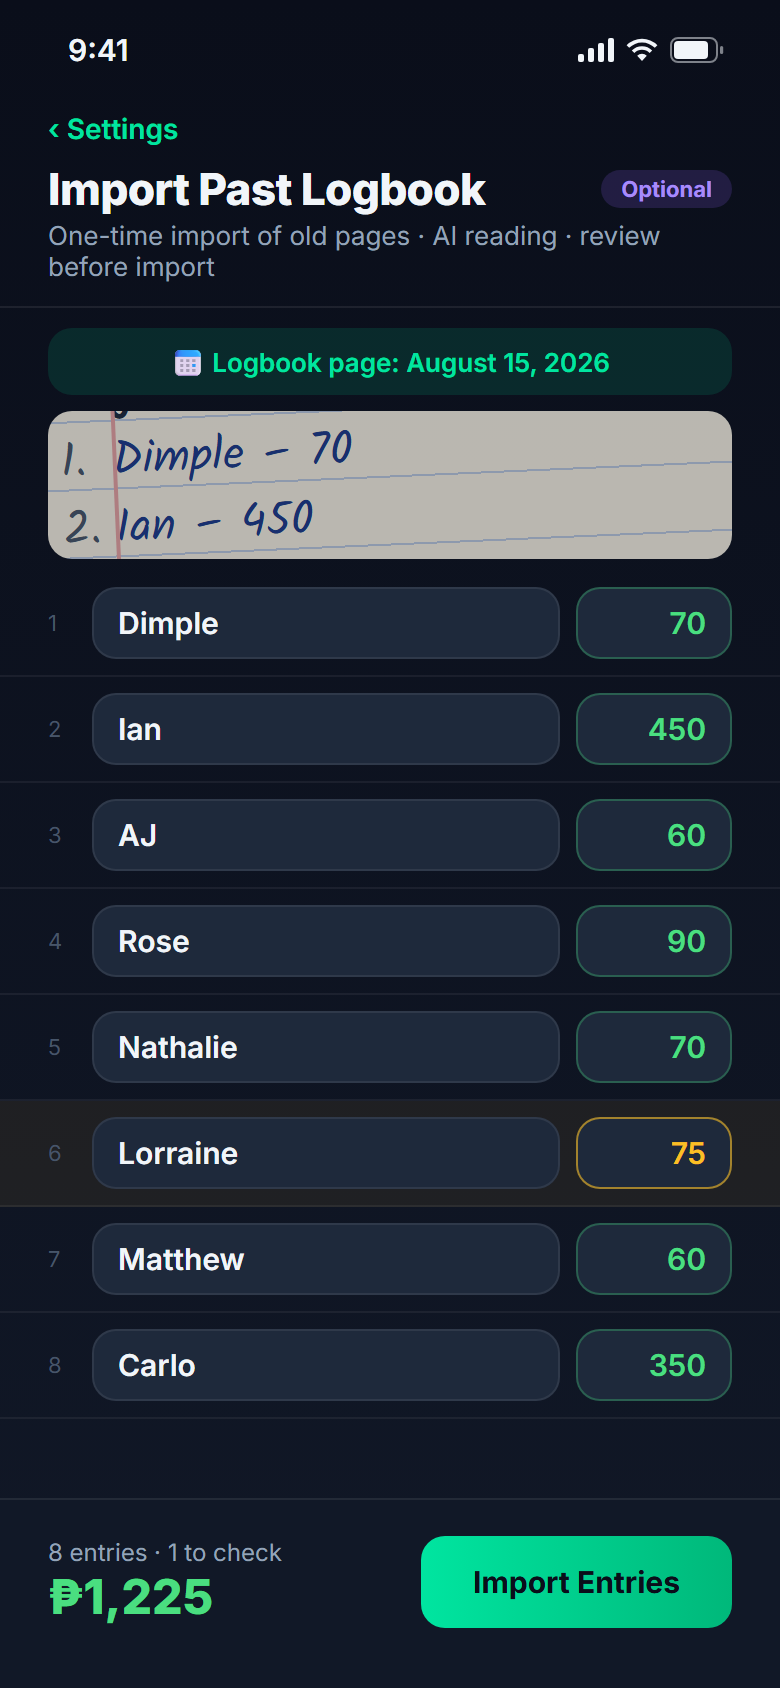 9:41
‹ Settings
Import Past Logbook
Optional
One-time import of old pages · AI reading · review
before import
Logbook page: August 15, 2026
1. Dimple – 70
2. Ian – 450
1 Dimple 70
2 Ian 450
3 AJ 60
4 Rose 90
5 Nathalie 70
6 Lorraine 75
7 Matthew 60
8 Carlo 350
8 entries · 1 to check
₱1,225
Import Entries